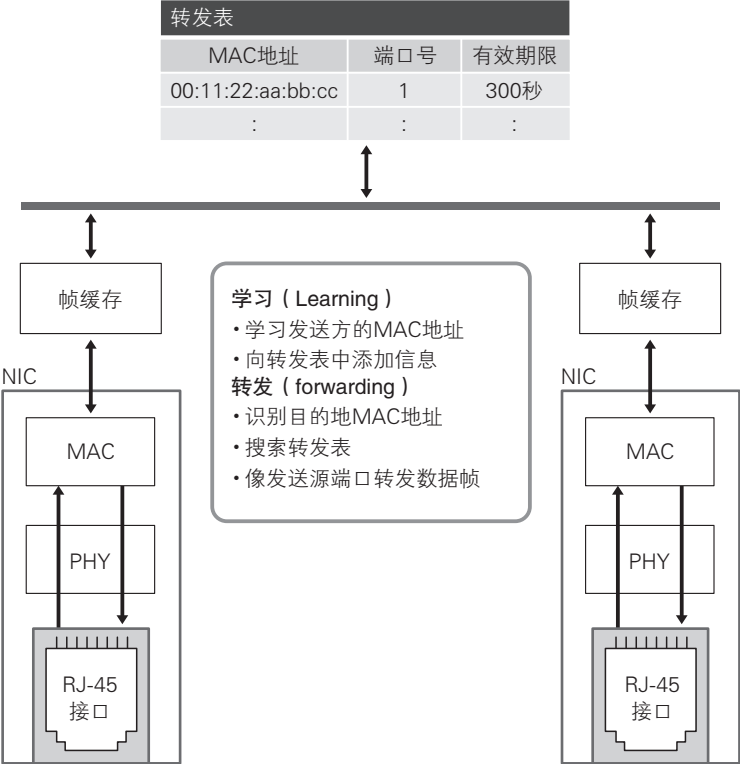 转发表
MAC地址 端口号 有效期限
00:11:22:aa:bb:cc 1 300秒
: : :
帧缓存
帧缓存
学习（Learning）
•学习发送方的MAC地址
•向转发表中添加信息
转发（forwarding）
•识别目的地MAC地址
•搜索转发表
•像发送源端口转发数据帧
NIC
MAC
PHY
RJ-45
接口
NIC
MAC
PHY
RJ-45
接口